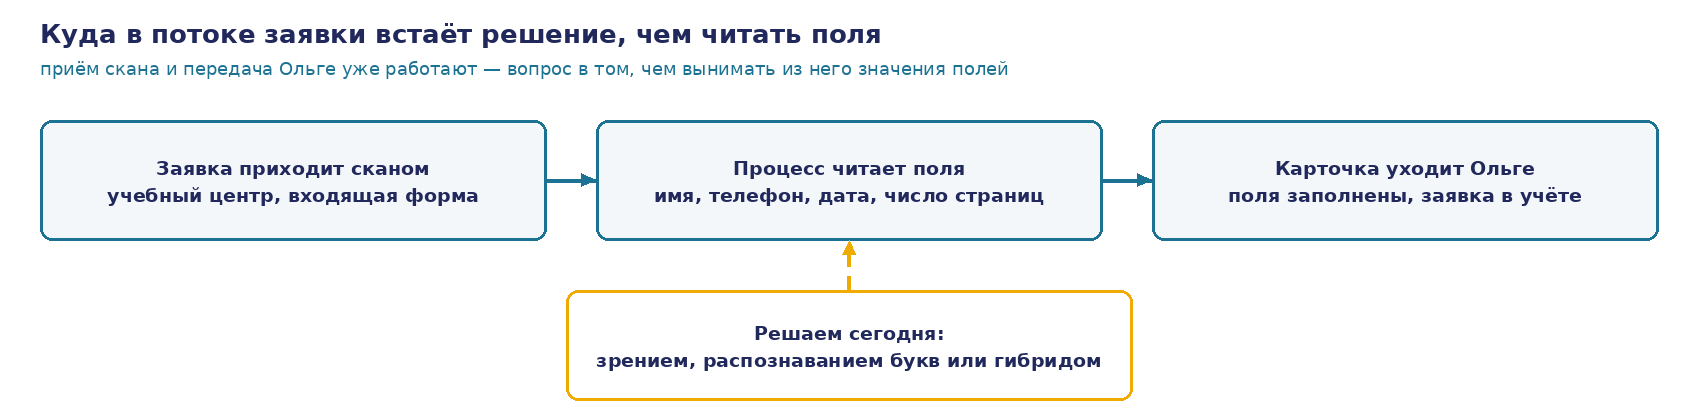 Куда в потоке заявки встаёт решение, чем читать поля
приём скана и передача Ольге уже работают — вопрос в том, чем вынимать из него значения полей
Заявка приходит сканом
учебный центр, входящая форма
Процесс читает поля
имя, телефон, дата, число страниц
Карточка уходит Ольге
поля заполнены, заявка в учёте
Решаем сегодня:
зрением, распознаванием букв или гибридом